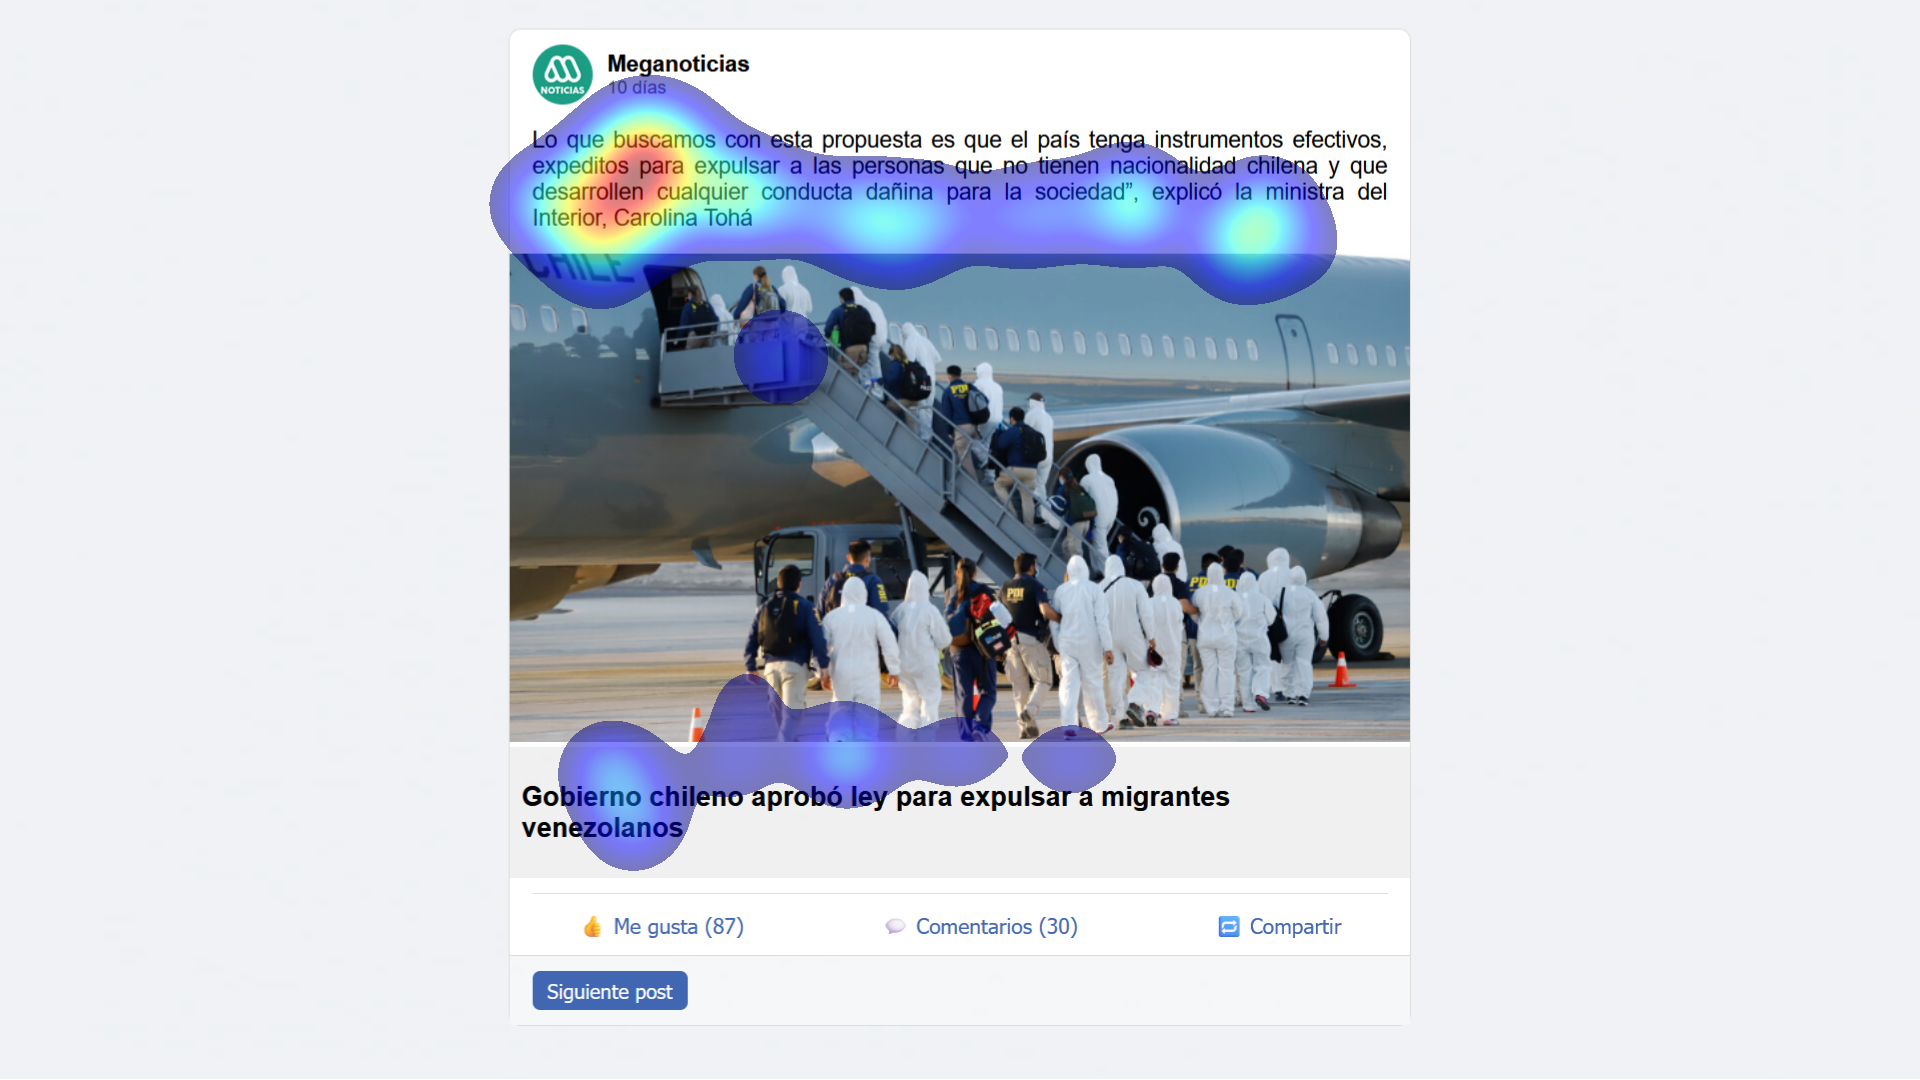 NOTICIAS
Meganoticias
10 días
Lo que buscamos con esta propuesta es que el país tenga instrumentos efectivos,
expeditos para expulsar a las personas que no tienen nacionalidad chilena y que
desarrollen cualquier conducta dañina para la sociedad”, explicó la ministra del
Interior, Carolina Tohá
CHILE
PDI
PDI
PDI
Gobierno chileno aprobó ley para expulsar a migrantes
venezolanos
Me gusta (87)
Comentarios (30)
Compartir
Siguiente post